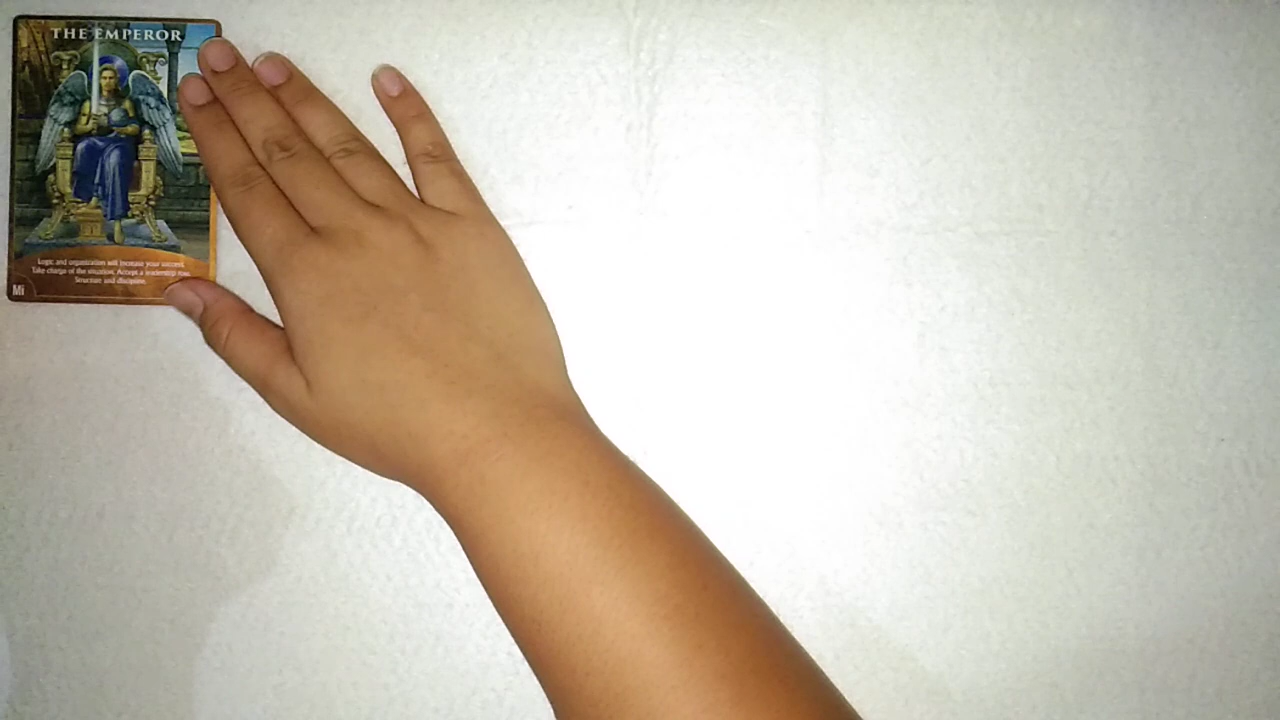 THE EMPEROR
Logic and organization will increase your success.
Take charge of the situation. Accept a leadership role.
Structure and discipline.
Mi